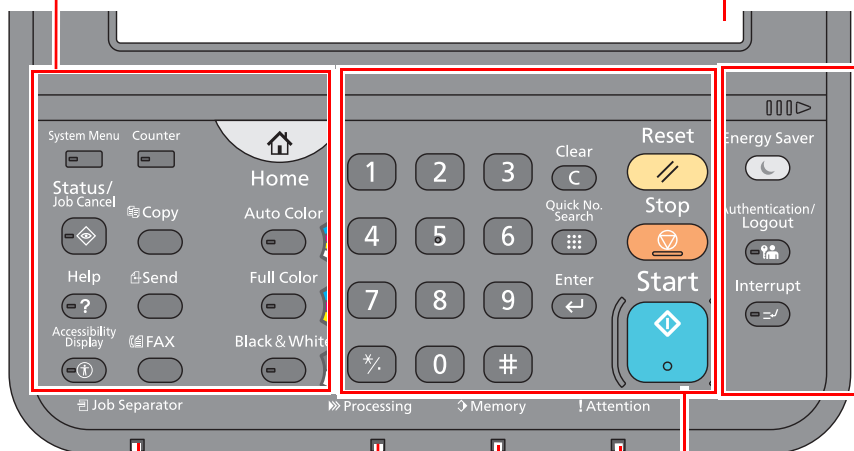 System Menu
Counter
Status/
Job Cancel
Home
Copy
Auto Color
Help
Send
Full Color
?
Accessibility
Display
FAX
Black & White
1
2
3
Clear
C
Reset
4
5
6
Quick No.
Search
Stop
7
8
9
Enter
Start
*/.
0
#
Energy Saver
Authentication/
Logout
Interrupt
Job Separator
Processing
Memory
!Attention